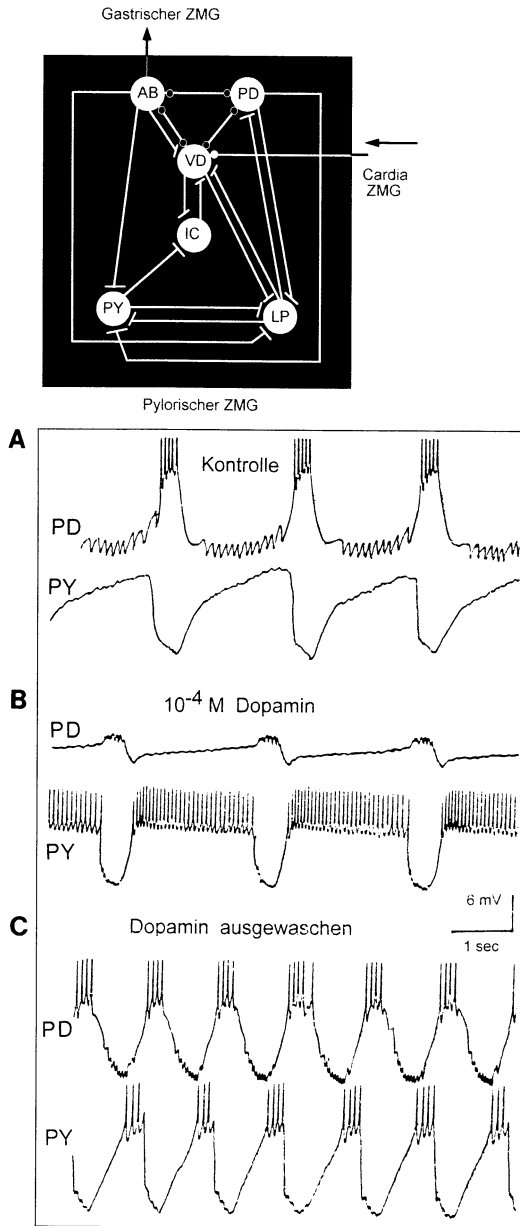 Gastrischer ZMG
AB
PD
VD
Cardia
ZMG
IC
PY
LP
Pylorischer ZMG
A
Kontrolle
PD
PY
B
10⁻⁴ M Dopamin
PD
PY
6 mV
1 sec
C
Dopamin ausgewaschen
PD
PY